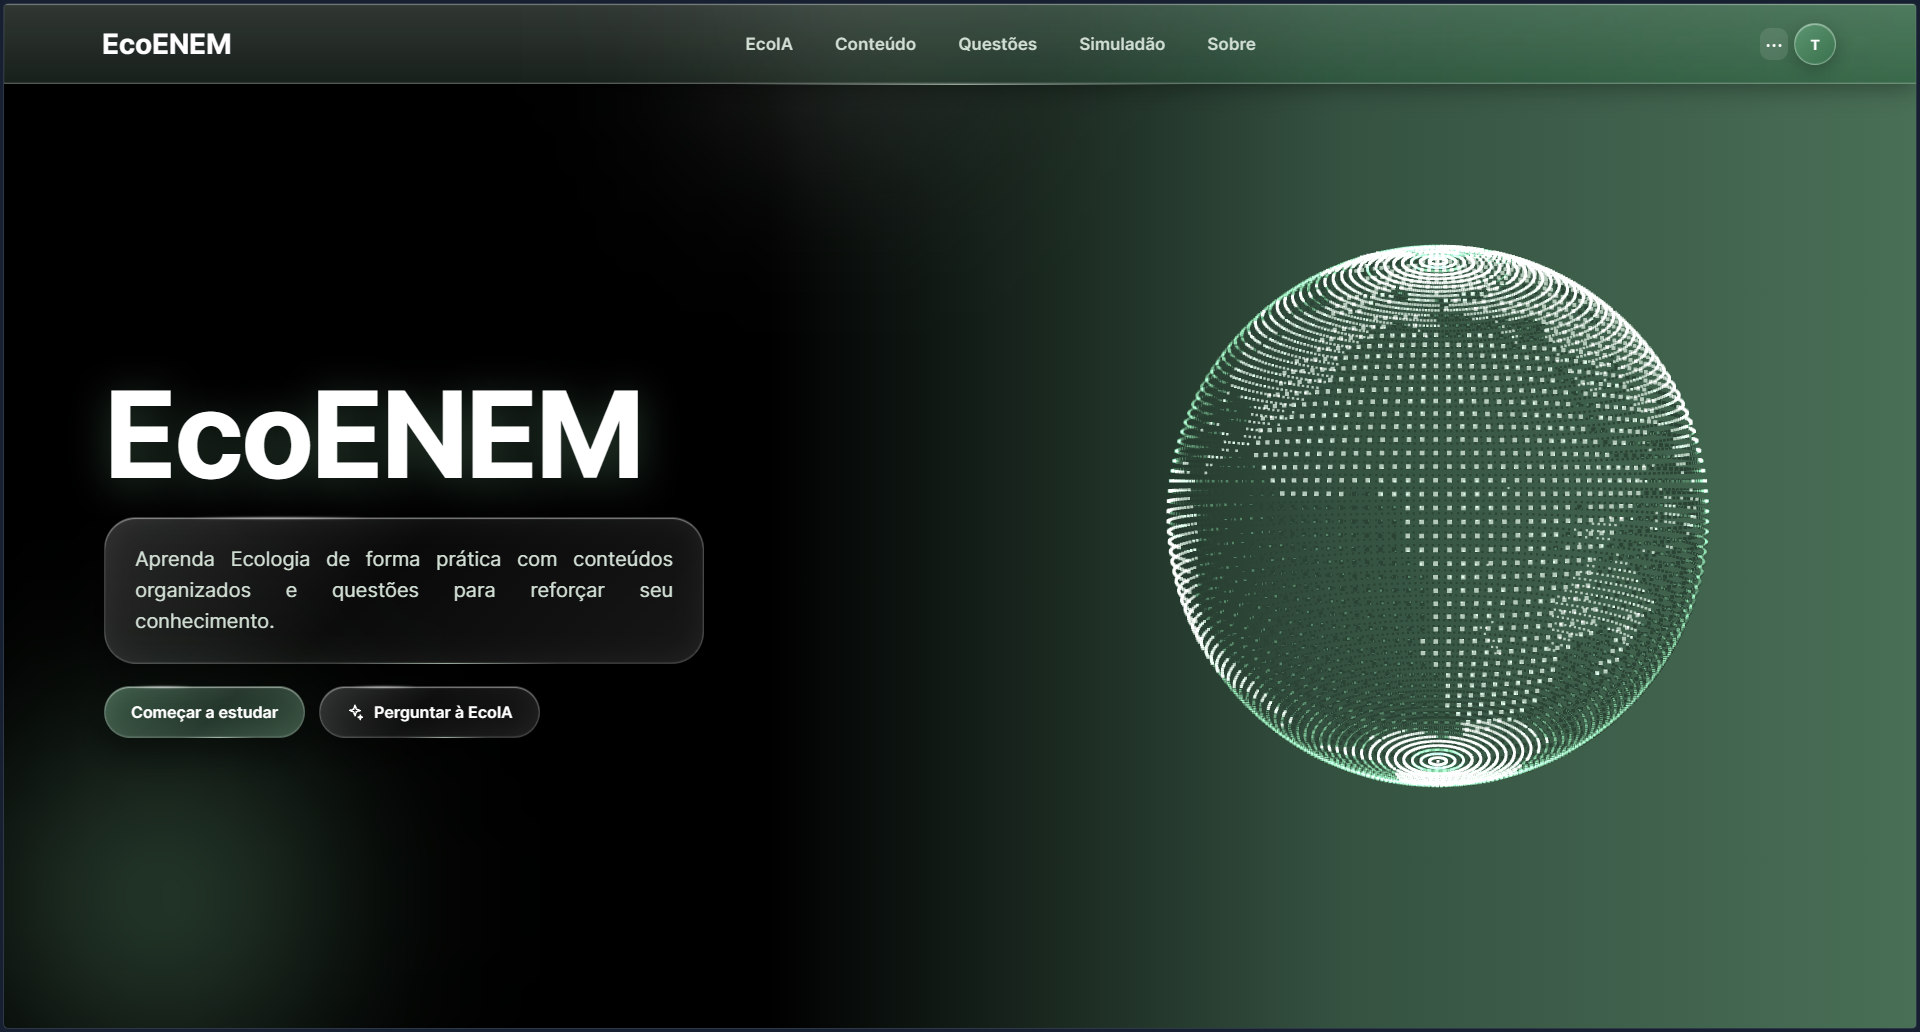 EcoENEM
EcoIA
Conteúdo
Questões
Simuladão
Sobre
...
T
EcoENEM
Aprenda Ecologia de forma prática com conteúdos
organizados e questões para reforçar seu
conhecimento.
Começar a estudar
Perguntar à EcoIA